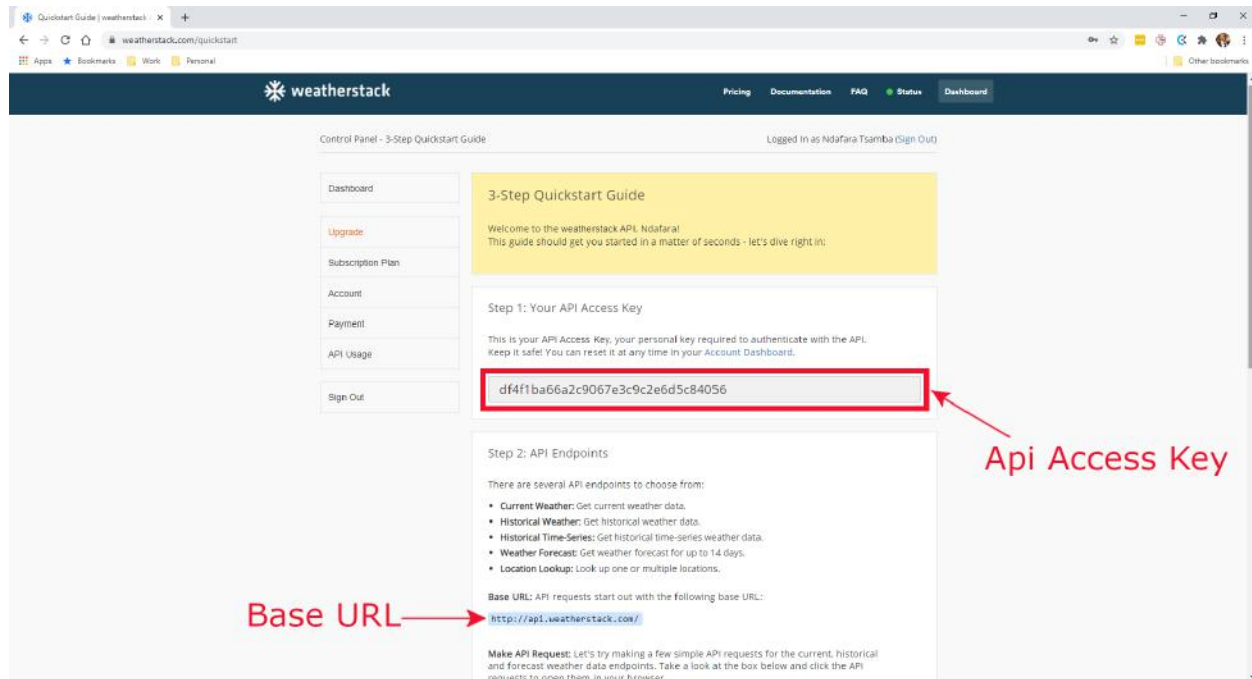 Quickstart Guide | weatherstack
weatherstack.com/quickstart
Apps Bookmarks Work Personal Other bookmarks
weatherstack Pricing Documentation FAQ Status Dashboard
Control Panel - 3-Step Quickstart Guide Logged In as Ndafara Tsamba (Sign Out)
Dashboard
Upgrade
Subscription Plan
Account
Payment
API Usage
Sign Out
3-Step Quickstart Guide
Welcome to the weatherstack API, Ndafara!
This guide should get you started in a matter of seconds - let's dive right in:
Step 1: Your API Access Key
This is your API Access Key, your personal key required to authenticate with the API.
Keep it safe! You can reset it at any time in your Account Dashboard.
df4f1ba66a2c9067e3c9c2e6d5c84056
Api Access Key
Step 2: API Endpoints
There are several API endpoints to choose from:
• Current Weather: Get current weather data.
• Historical Weather: Get historical weather data.
• Historical Time-Series: Get historical time-series weather data.
• Weather Forecast: Get weather forecast for up to 14 days.
• Location Lookup: Look up one or multiple locations.
Base URL: API requests start out with the following base URL:
Base URL
http://api.weatherstack.com/
Make API Request: Let's try making a few simple API requests for the current, historical
and forecast weather data endpoints. Take a look at the box below and click the API
requests to open them in your browser.